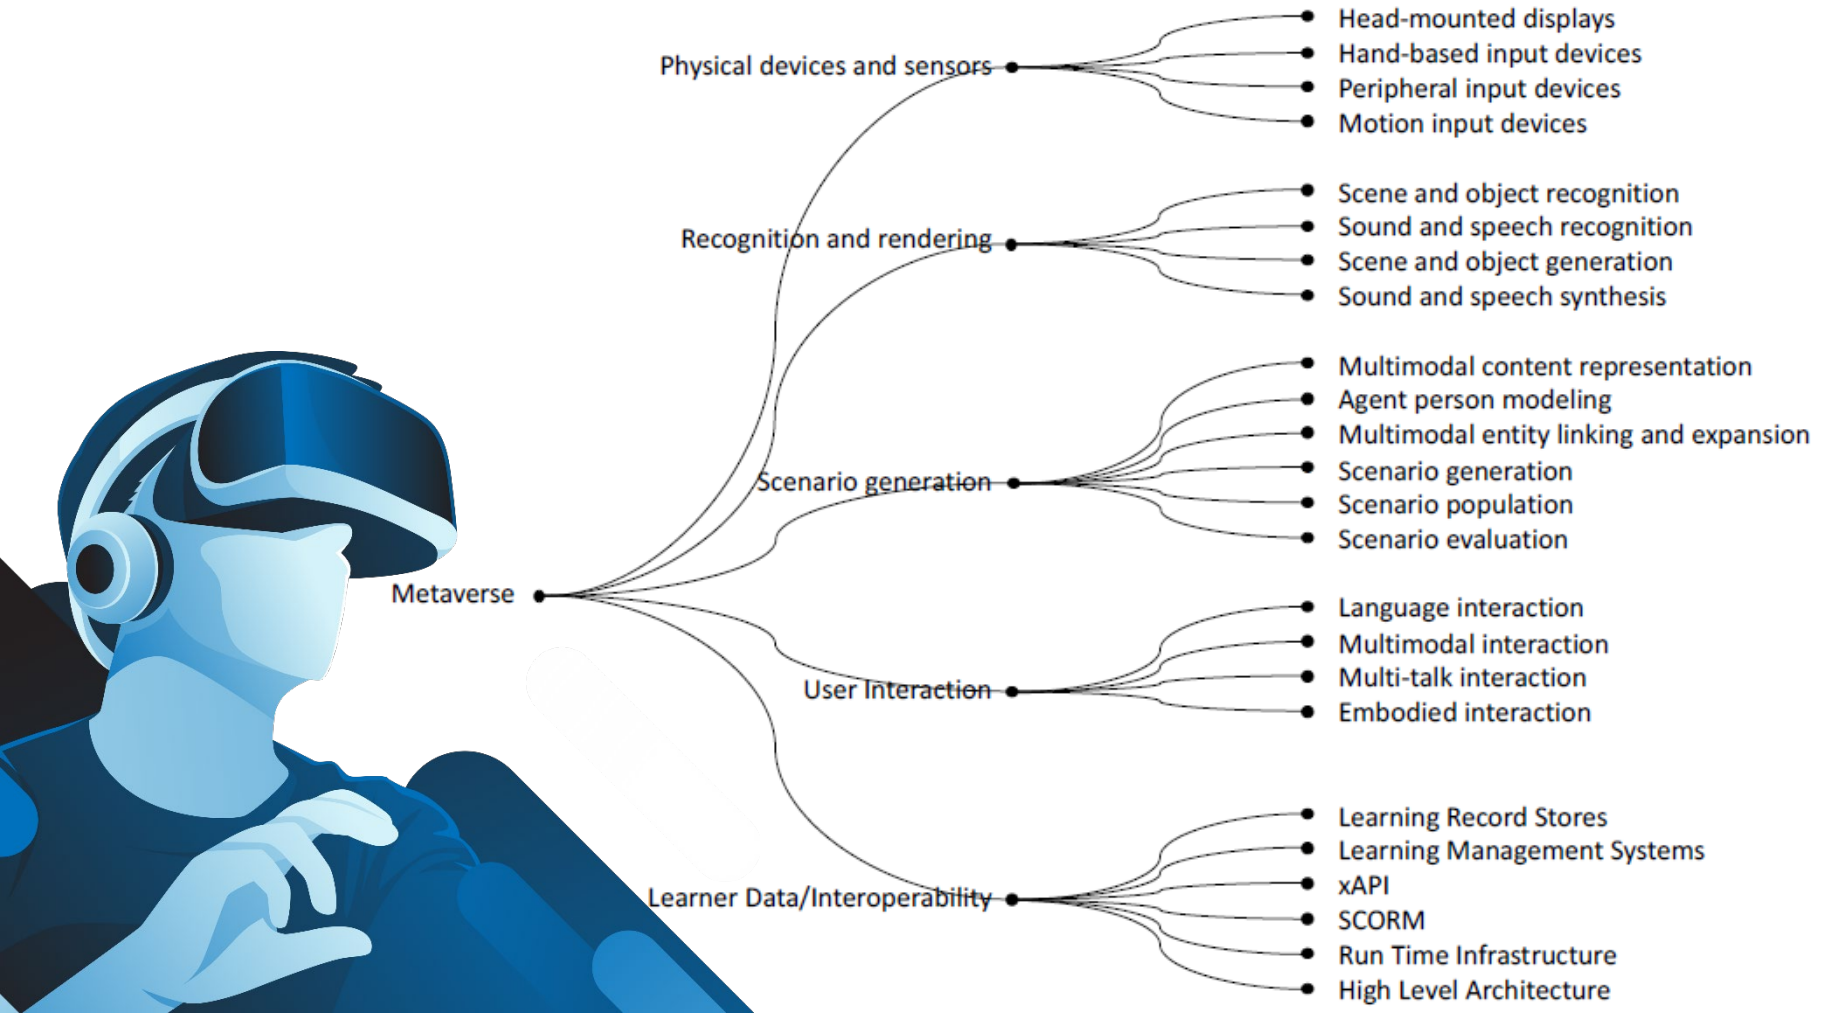 Metaverse
Physical devices and sensors
Head-mounted displays
Hand-based input devices
Peripheral input devices
Motion input devices
Recognition and rendering
Scene and object recognition
Sound and speech recognition
Scene and object generation
Sound and speech synthesis
Scenario generation
Multimodal content representation
Agent person modeling
Multimodal entity linking and expansion
Scenario generation
Scenario population
Scenario evaluation
User Interaction
Language interaction
Multimodal interaction
Multi-talk interaction
Embodied interaction
Learner Data/Interoperability
Learning Record Stores
Learning Management Systems
xAPI
SCORM
Run Time Infrastructure
High Level Architecture